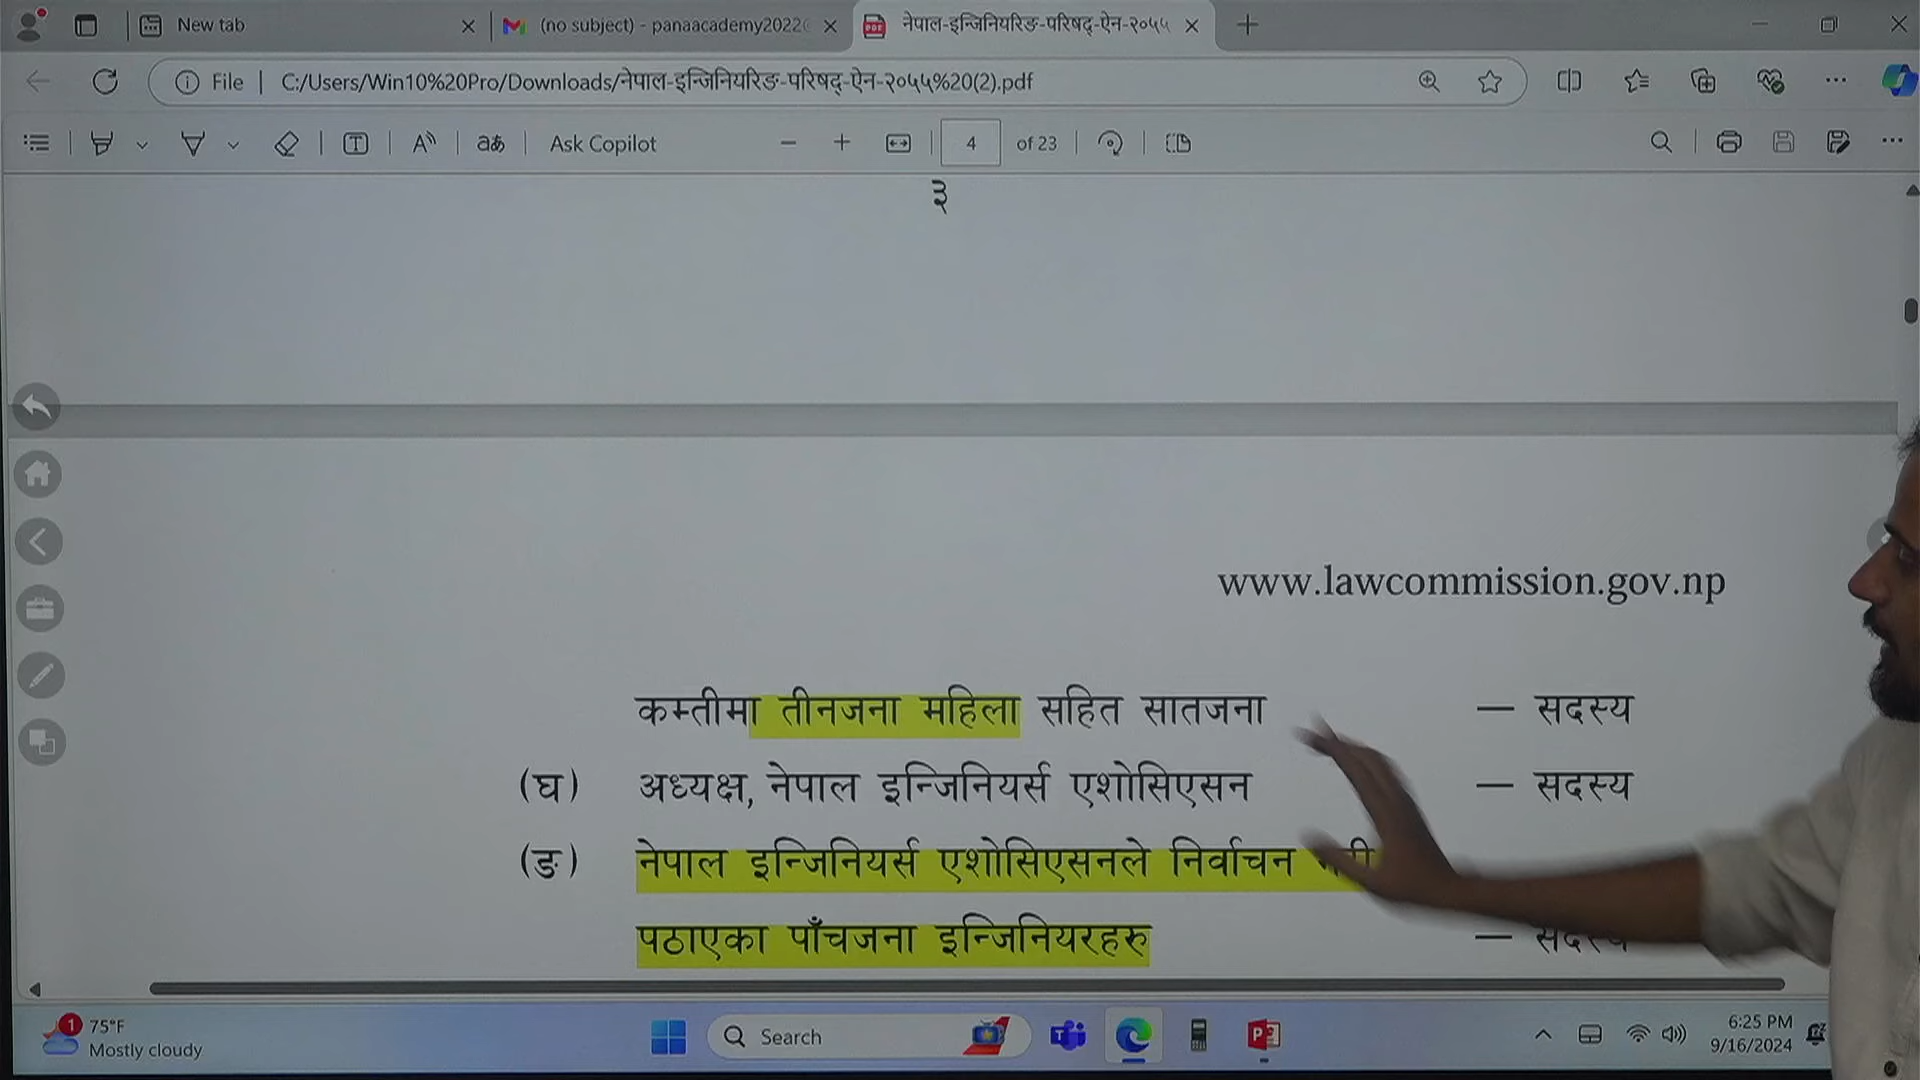 New tab
(no subject) - panaacademy2022
नेपाल-इन्जिनियरिङ-परिषद्-ऐन-२०५५
File | C:/Users/Win10%20Pro/Downloads/नेपाल-इन्जिनियरिङ-परिषद्-ऐन-२०५५%20(2).pdf
Ask Copilot
4 of 23
३
www.lawcommission.gov.np
कम्तीमा तीनजना महिला सहित सातजना — सदस्य
(घ) अध्यक्ष, नेपाल इन्जिनियर्स एशोसिएसन — सदस्य
(ङ) नेपाल इन्जिनियर्स एशोसिएसनले निर्वाचन
पठाएका पाँचजना इन्जिनियरहरु — सदस्य
1
75°F
Mostly cloudy
Search
6:25 PM
9/16/2024